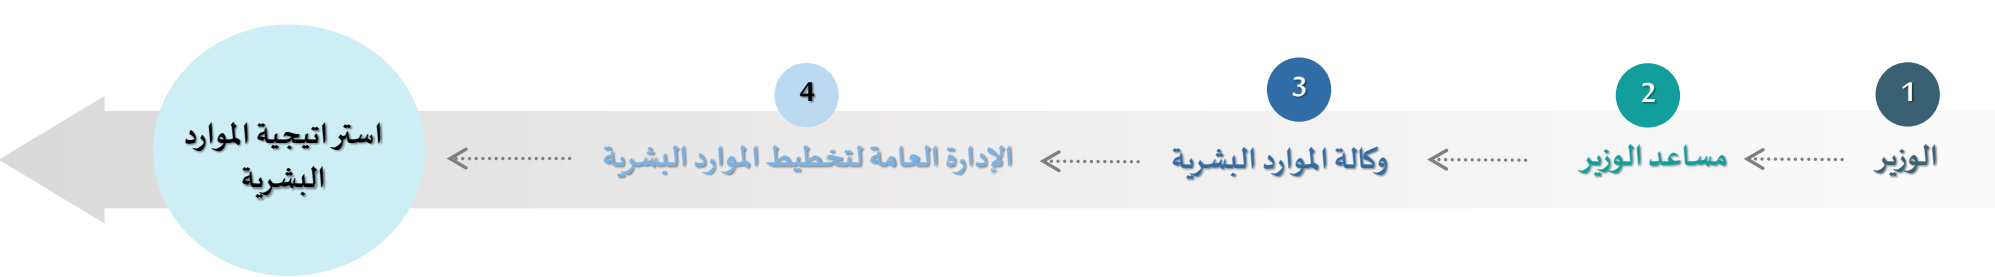 1
الوزير
2
مساعد الوزير
3
وكالة الموارد البشرية
4
الإدارة العامة لتخطيط الموارد البشرية
استراتيجية الموارد
البشرية